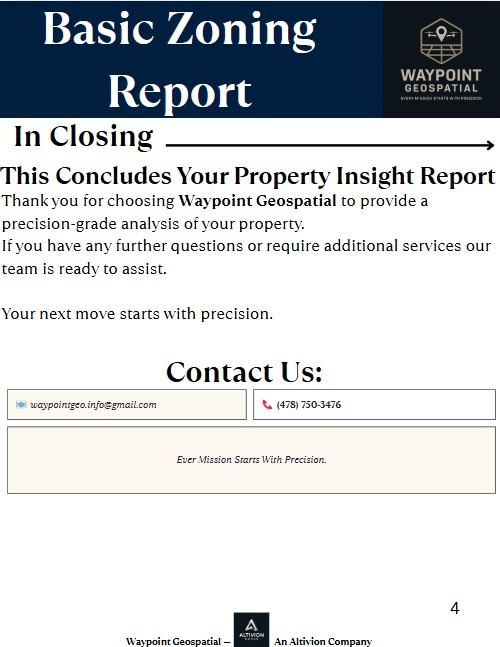 Basic Zoning
Report
WAYPOINT
GEOSPATIAL
EVERY MISSION STARTS WITH PRECISION.
In Closing
This Concludes Your Property Insight Report
Thank you for choosing Waypoint Geospatial to provide a
precision-grade analysis of your property.
If you have any further questions or require additional services our
team is ready to assist.
Your next move starts with precision.
Contact Us:
waypointgeo.info@gmail.com
(478) 750-3476
Ever Mission Starts With Precision.
4
ALTIVION
GROUP
Waypoint Geospatial – An Altivion Company